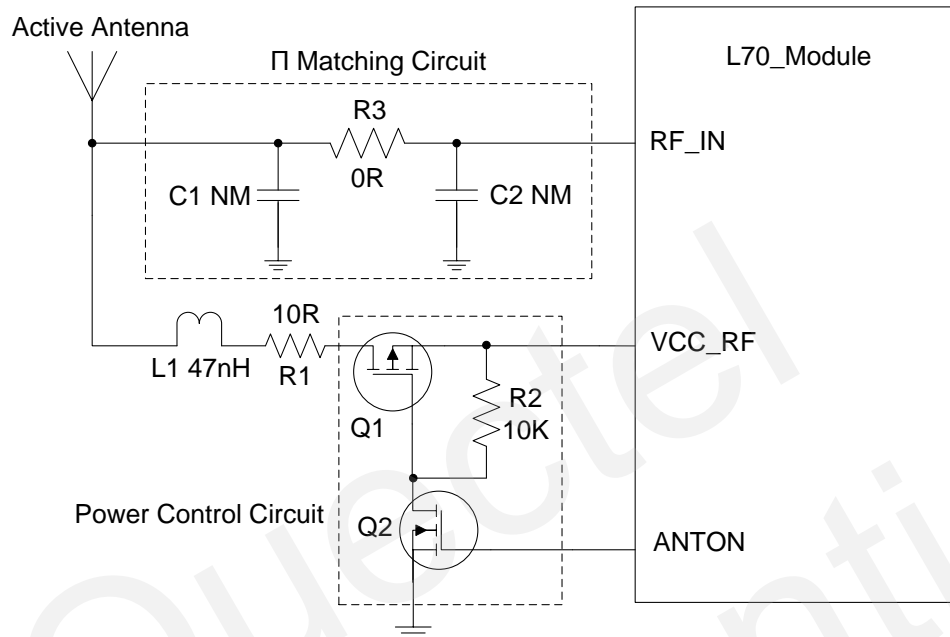 Active Antenna
Π Matching Circuit
L70_Module
R3
0R
RF_IN
C1 NM
C2 NM
10R
L1 47nH
R1
VCC_RF
R2
10K
Q1
Power Control Circuit
Q2
ANTON
Quectel